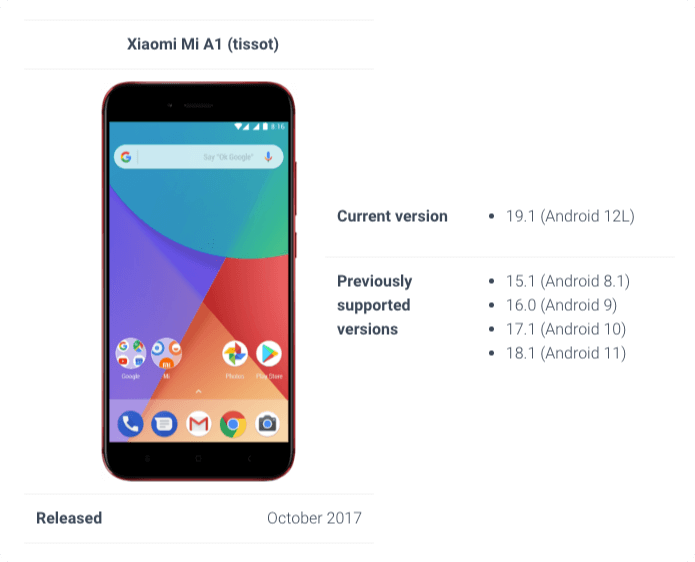 Xiaomi Mi A1 (tissot)
8:16
Say "Ok Google"
Google
Mi
Photos
Play Store
Current version
19.1 (Android 12L)
Previously supported versions
15.1 (Android 8.1)
16.0 (Android 9)
17.1 (Android 10)
18.1 (Android 11)
Released
October 2017